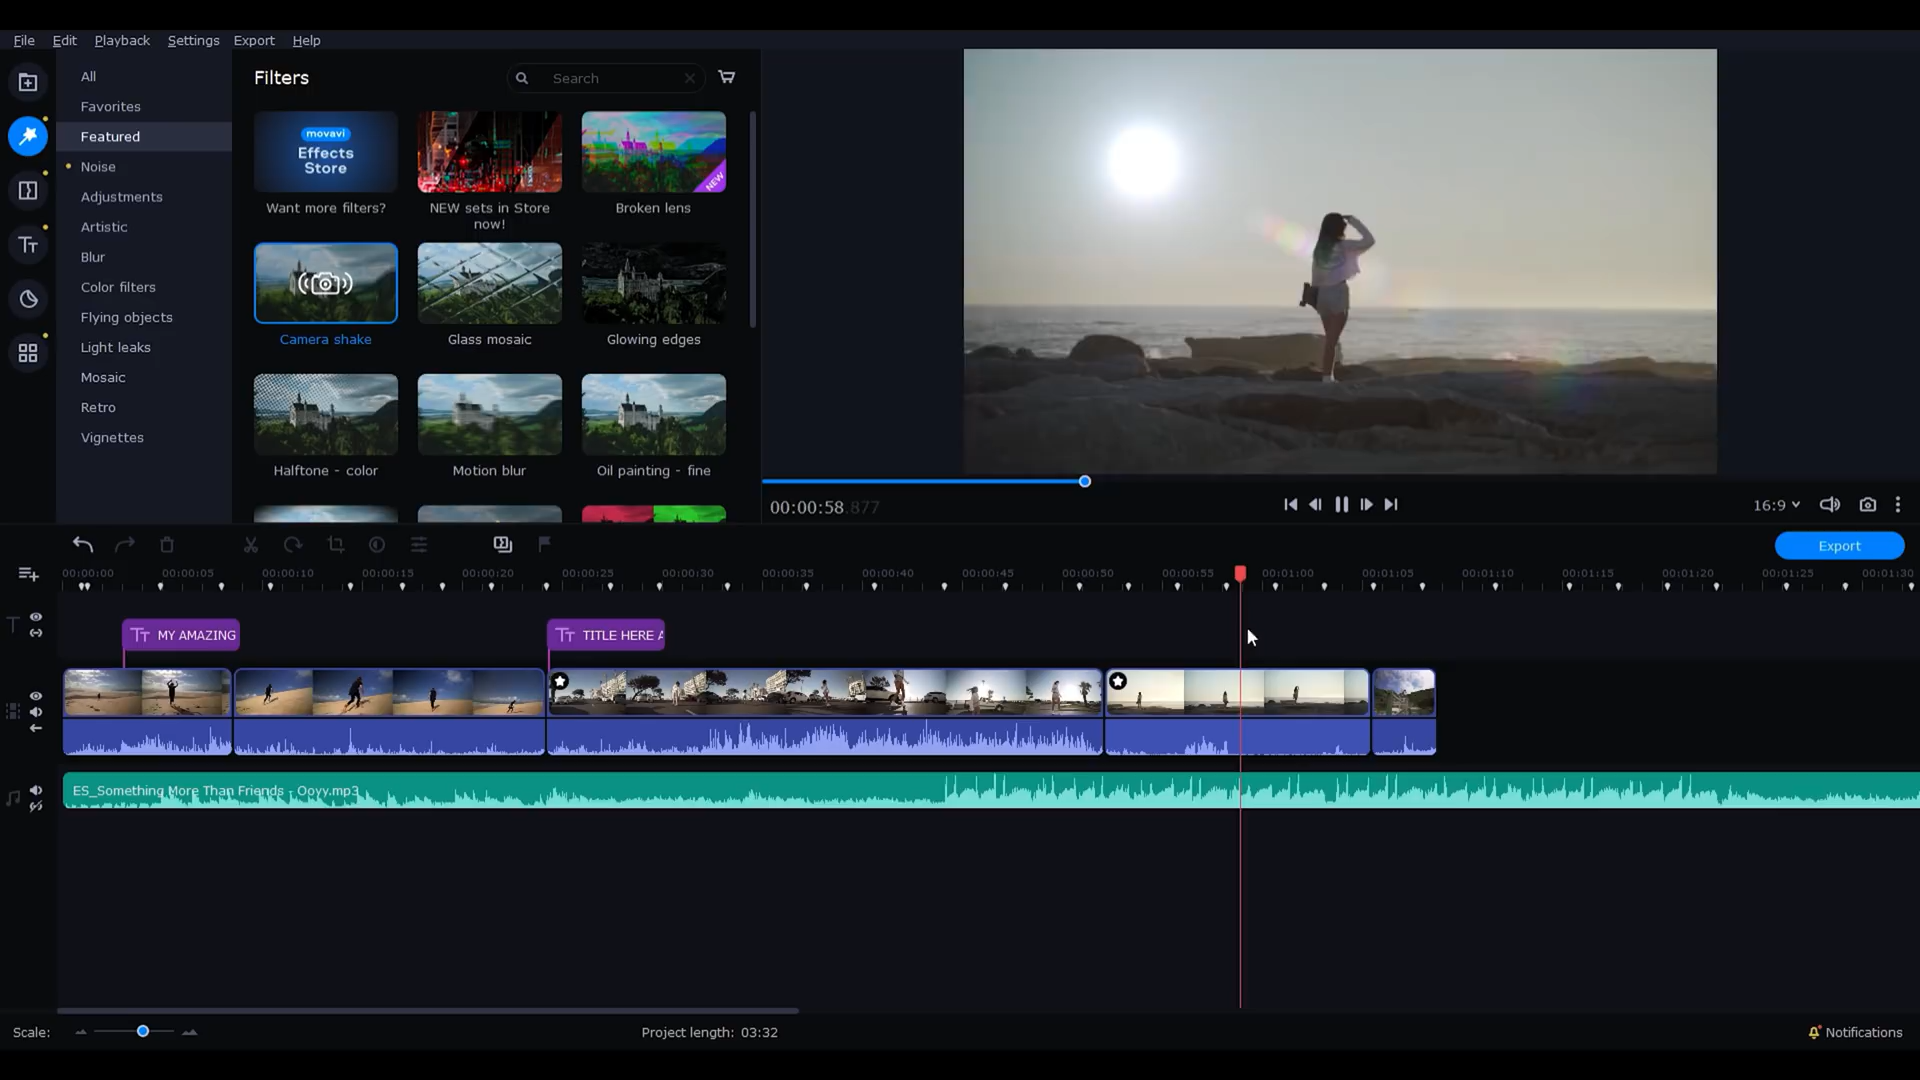 File Edit Playback Settings Export Help
All
Favorites
Featured
Noise
Adjustments
Artistic
Blur
Color filters
Flying objects
Light leaks
Mosaic
Retro
Vignettes
Filters
Search
movavi
Effects
Store
NEW
Want more filters?
NEW sets in Store
now!
Broken lens
Camera shake
Glass mosaic
Glowing edges
Halftone - color
Motion blur
Oil painting - fine
00:00:58.877
16:9
Export
00:00:00 00:00:05 00:00:10 00:00:15 00:00:20 00:00:25 00:00:30 00:00:35 00:00:40 00:00:45 00:00:50 00:00:55 00:01:00 00:01:05 00:01:10 00:01:15 00:01:20 00:01:25 00:01:30
Tт MY AMAZING
Tт TITLE HERE A
ES_Something More Than Friends - Ooyy.mp3
Scale:
Project length: 03:32
Notifications